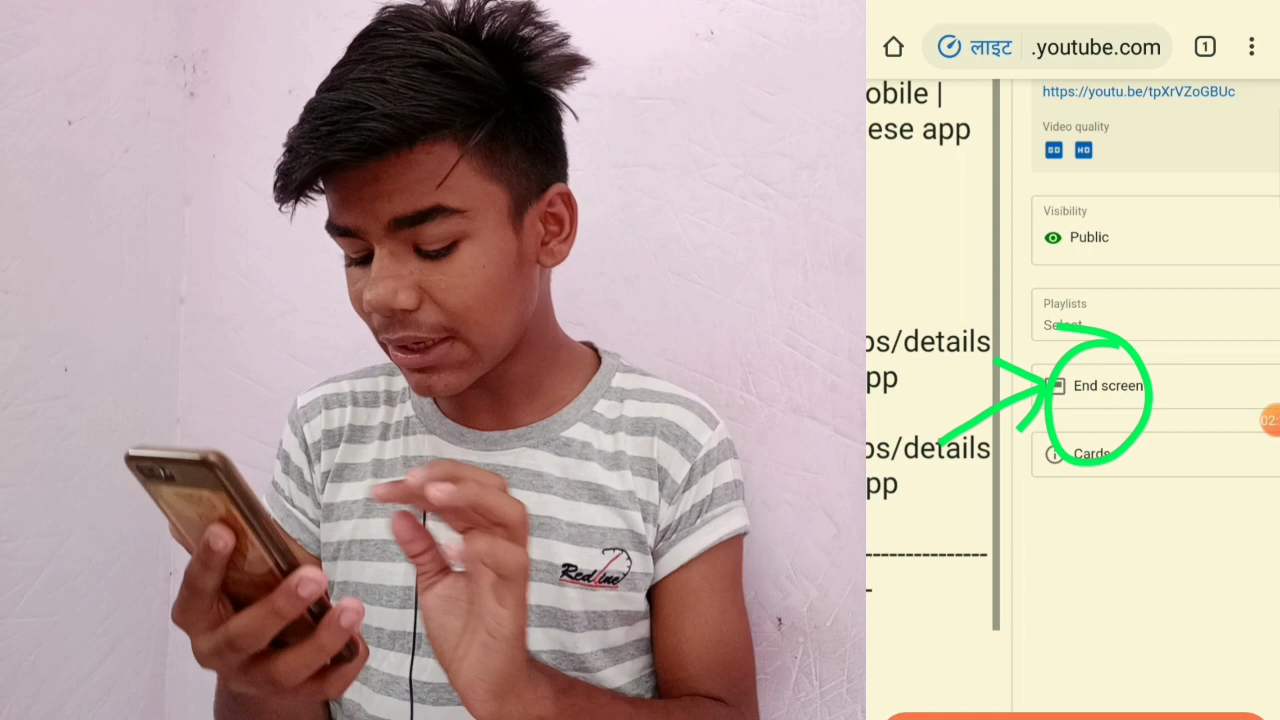 Redline
लाइट .youtube.com 1
obile |
ese app
https://youtu.be/tpXrVZoGBUc
Video quality
SD HD
Visibility
Public
Playlists
Select
ps/details
pp
End screen
ps/details
pp
Cards
02:
---------------
-